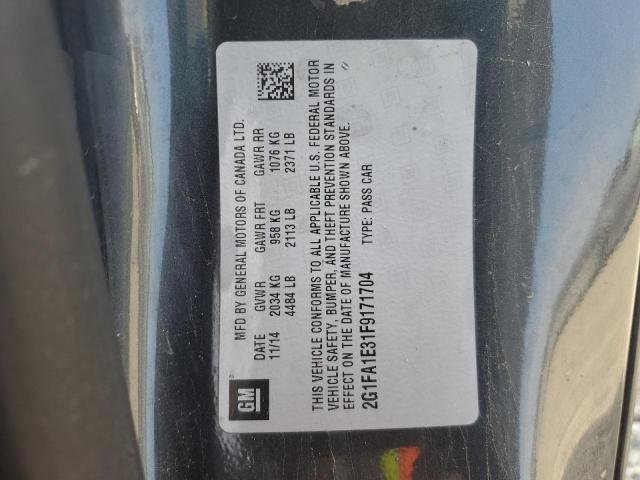 GM
MFD BY GENERAL MOTORS OF CANADA LTD.
DATE GVWR GAWR FRT GAWR RR
11/14 2034 KG 958 KG 1076 KG
4484 LB 2113 LB 2371 LB
THIS VEHICLE CONFORMS TO ALL APPLICABLE U.S. FEDERAL MOTOR
VEHICLE SAFETY, BUMPER, AND THEFT PREVENTION STANDARDS IN
EFFECT ON THE DATE OF MANUFACTURE SHOWN ABOVE.
2G1FA1E31F9171704 TYPE: PASS CAR